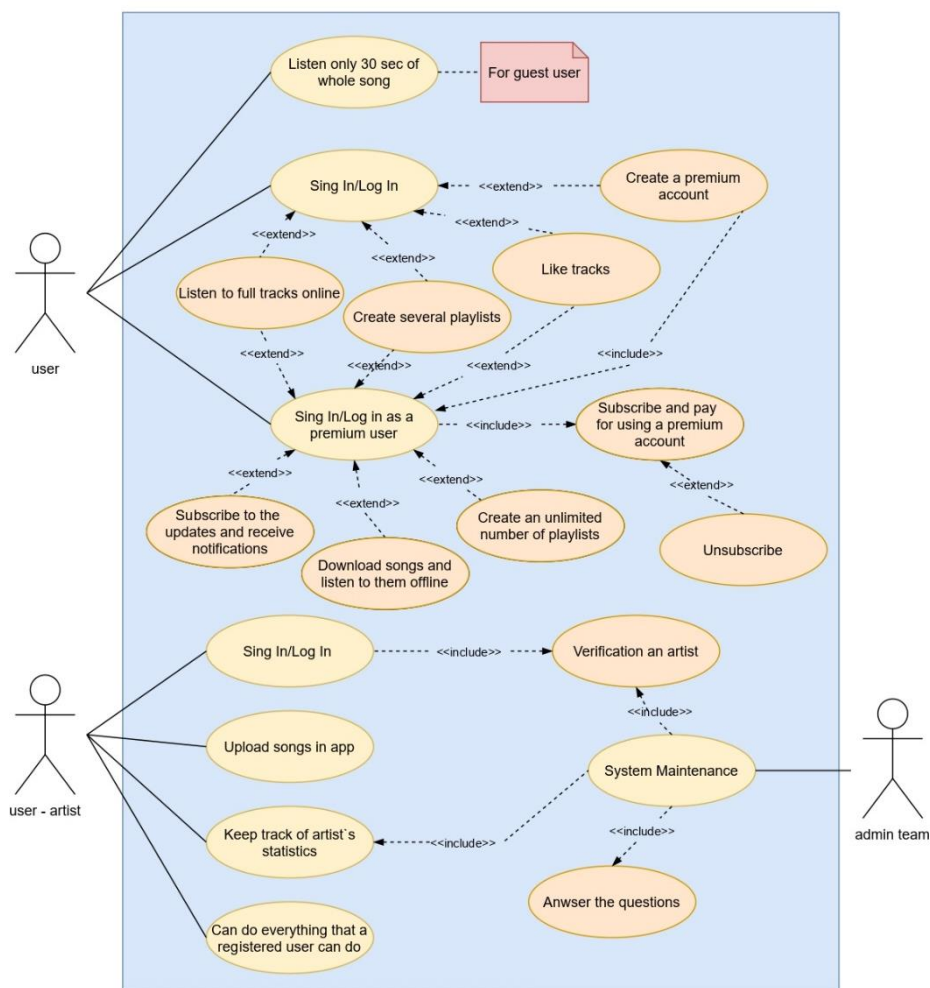 Listen only 30 sec of
whole song
For guest user
Sing In/Log In
<<extend>>
Create a premium
account
<<extend>>
<<extend>>
<<extend>>
Like tracks
Listen to full tracks online
Create several playlists
<<extend>>
<<extend>>
<<extend>>
<<include>>
user
Sing In/Log in as a
premium user
<<include>>
Subscribe and pay
for using a premium
account
<<extend>>
<<extend>>
<<extend>>
<<extend>>
Subscribe to the
updates and receive
notifications
Download songs and
listen to them offline
Create an unlimited
number of playlists
Unsubscribe
Sing In/Log In
<<include>>
Verification an artist
<<include>>
Upload songs in app
System Maintenance
user - artist
admin team
Keep track of artist`s
statistics
<<include>>
<<include>>
Anwser the questions
Can do everything that a
registered user can do